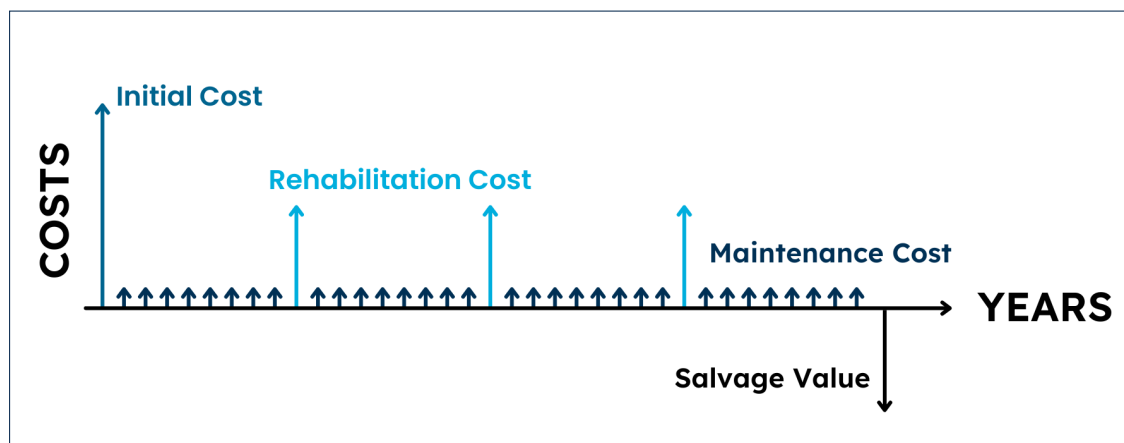 Initial Cost
COSTS
Rehabilitation Cost
Maintenance Cost
YEARS
Salvage Value